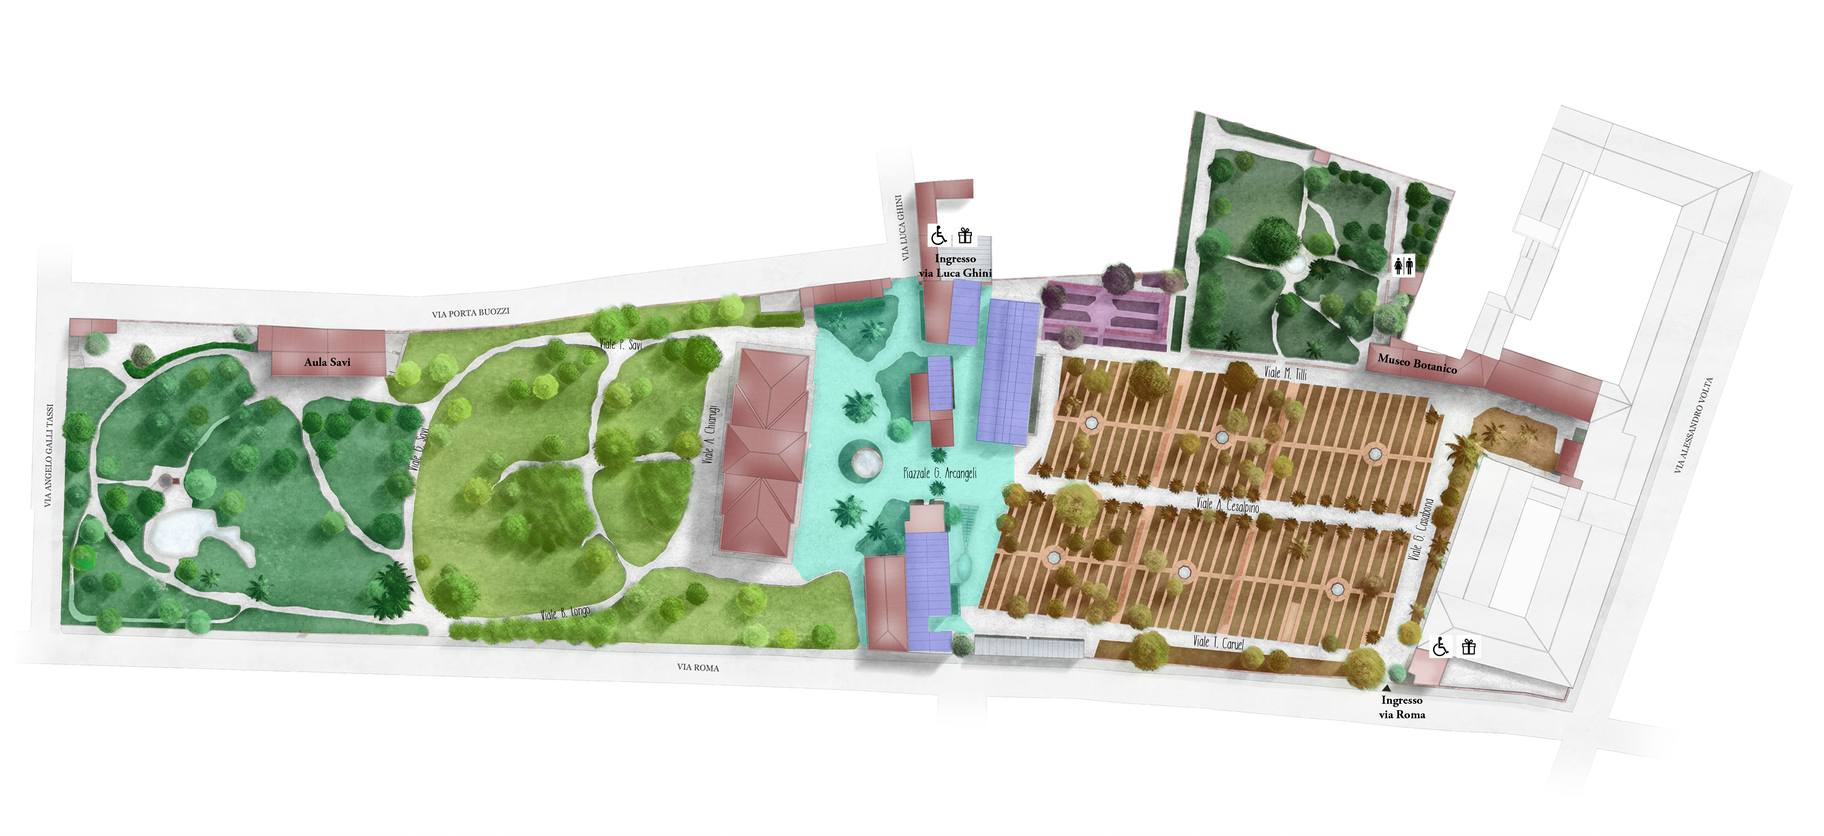 VIA LUCA GHINI
Ingresso
via Luca Ghini
VIA PORTA BUOZZI
Viale P. Savi
Aula Savi
Museo Botanico
Viale M. Tilli
VIA ANGELO GALLI TASSI
Viale G. Savi
Viale A. Chiarugi
Piazzale G. Arcangeli
Viale A. Cesalpino
Viale G. Casabona
VIA ALESSANDRO VOLTA
Viale B. Longo
Viale T. Caruel
VIA ROMA
Ingresso
via Roma